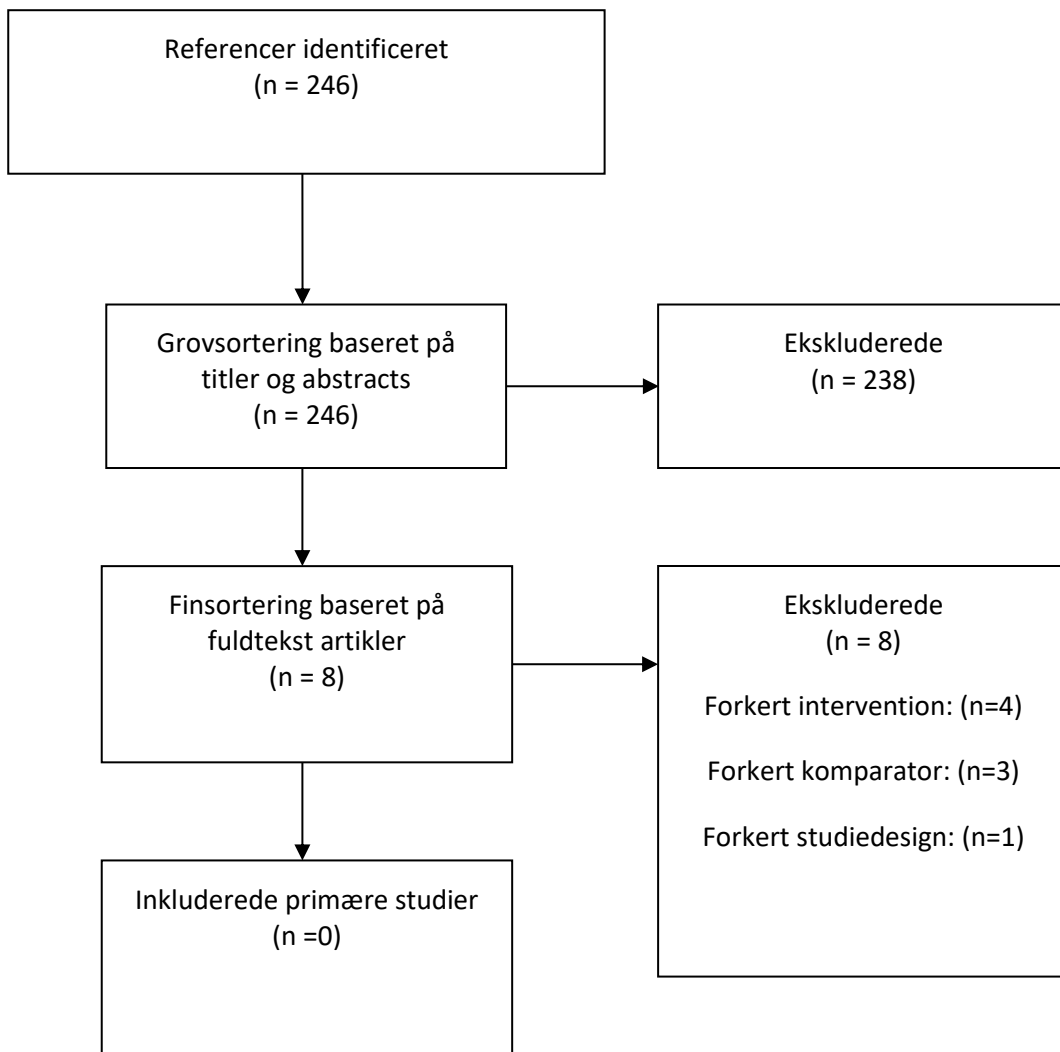 Referencer identificeret
(n = 246)
Grovsortering baseret på
titler og abstracts
(n = 246)
Ekskluderede
(n = 238)
Finsortering baseret på
fuldtekst artikler
(n = 8)
Ekskluderede
(n = 8)
Forkert intervention: (n=4)
Forkert komparator: (n=3)
Forkert studiedesign: (n=1)
Inkluderede primære studier
(n =0)